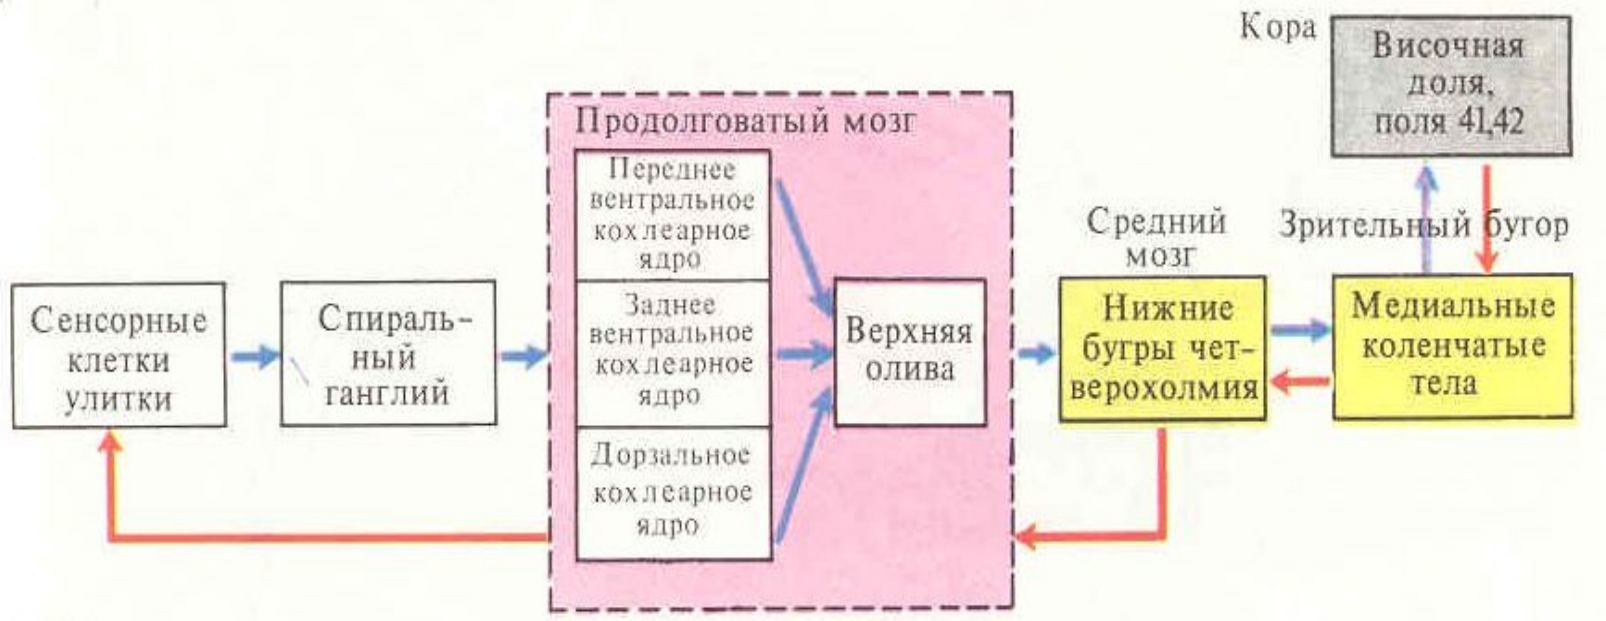 Кора
Височная
доля,
поля 41,42
Продолговатый мозг
Переднее
вентральное
кохлеарное
ядро
Заднее
вентральное
кохлеарное
ядро
Дорзальное
кохлеарное
ядро
Верхняя
олива
Сенсорные
клетки
улитки
Спираль-
ный
ганглий
Средний
мозг
Нижние
бугры чет-
верохолмия
Зрительный бугор
Медиальные
коленчатые
тела